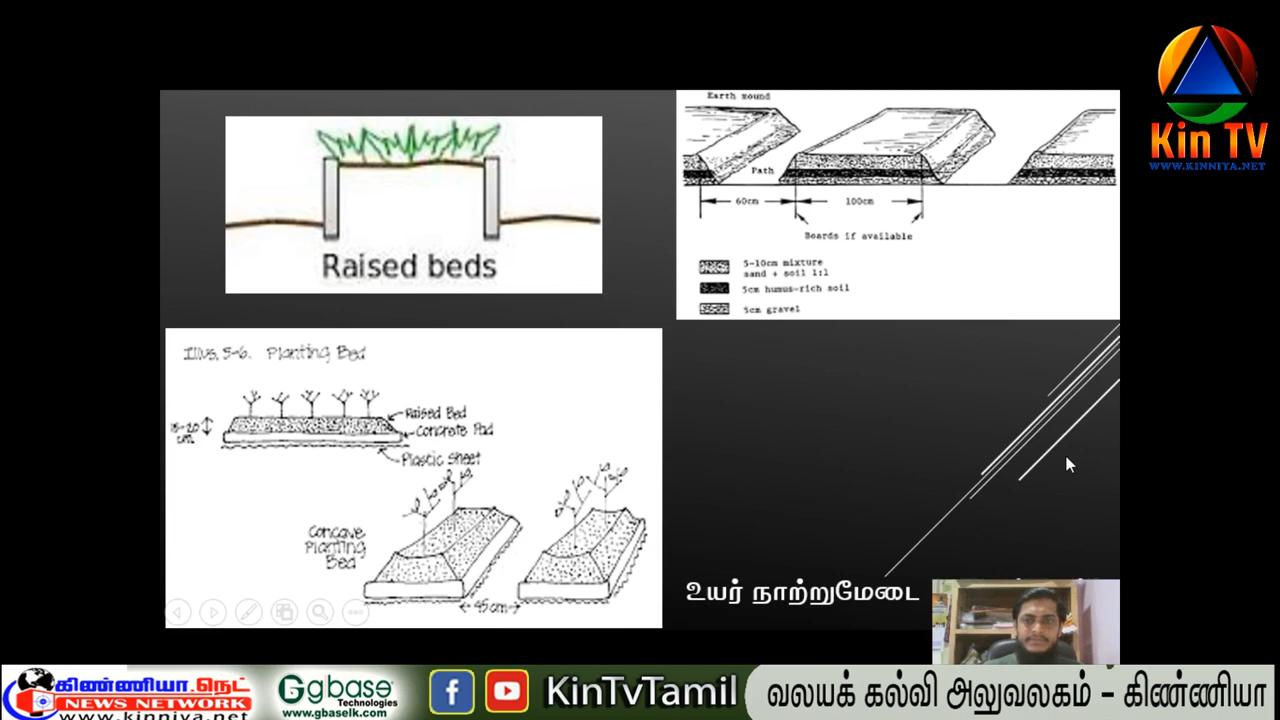 Kin TV
WWW.KINNIYA.NET
Raised beds
Earth mound
Path
60cm
100cm
Boards if available
5-10cm mixture
sand + soil 1:1
5cm humus-rich soil
5cm gravel
Illus. 5-6. Planting Bed
15-20
cm
Raised Bed
Concrete Pad
Plastic Sheet
Concave
Planting
Bed
45cm
உயர் நாற்றுமேடை
கிண்ணியா.நெட்
NEWS NETWORK
www.kinniya.net
Ggbase
Technologies
www.gbaselk.com
KinTvTamil
வலயக் கல்வி அலுவலகம் - கிண்ணியா